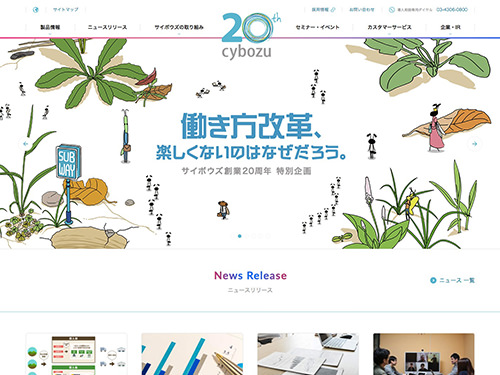 サイトマップ
採用情報
お問い合わせ
個人用総専用ダイヤル
03-4306-0800
製品情報
ニュースリリース
サイボウズの取り組み
20th
cybozu
セミナー・イベント
カスタマーサービス
企業・IR
働き方改革、
楽しくないのはなぜだろう。
サイボウズ創業20周年 特別企画
SUB
WAY
News Release
ニュースリリース
ニュース 一覧